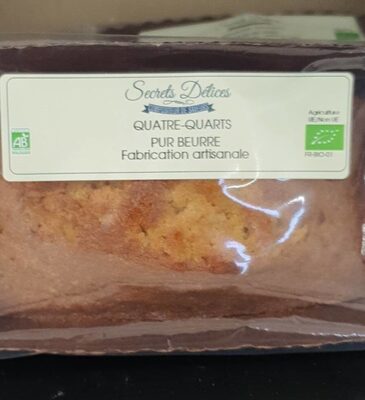 Secrets Délices
QUATRE-QUARTS
PUR BEURRE
Fabrication artisanale
AB
Agriculture
UE/Non UE
FR-BIO-01